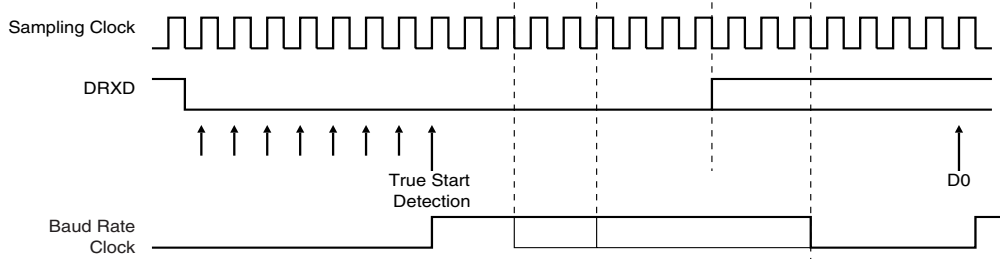 Sampling Clock
DRXD
True Start
Detection
D0
Baud Rate
Clock